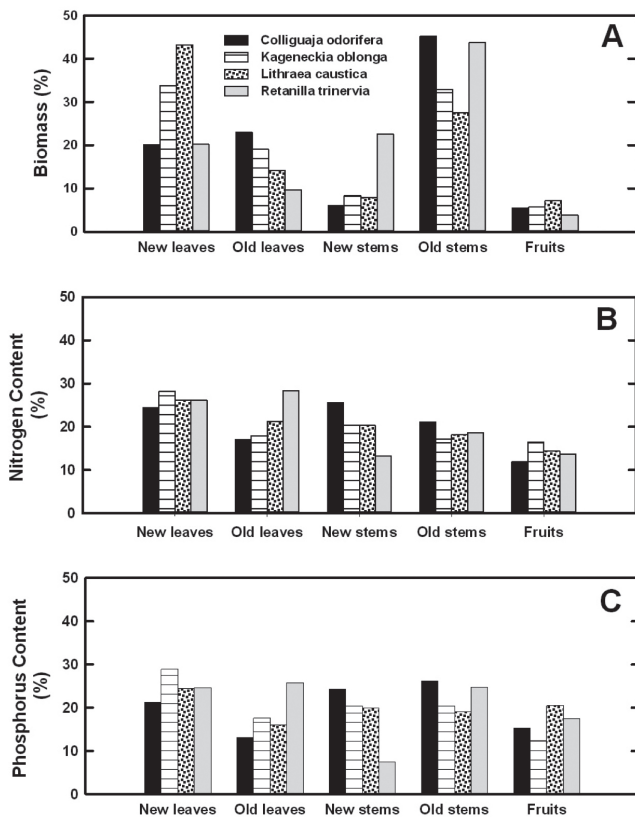 A
Colliguaja odorifera
Kageneckia oblonga
Lithraea caustica
Retanilla trinervia
Biomass (%)
50
40
30
20
10
0
New leaves Old leaves New stems Old stems Fruits
B
Nitrogen Content
(%)
50
40
30
20
10
0
New leaves Old leaves New stems Old stems Fruits
C
Phosphorus Content
(%)
50
40
30
20
10
0
New leaves Old leaves New stems Old stems Fruits